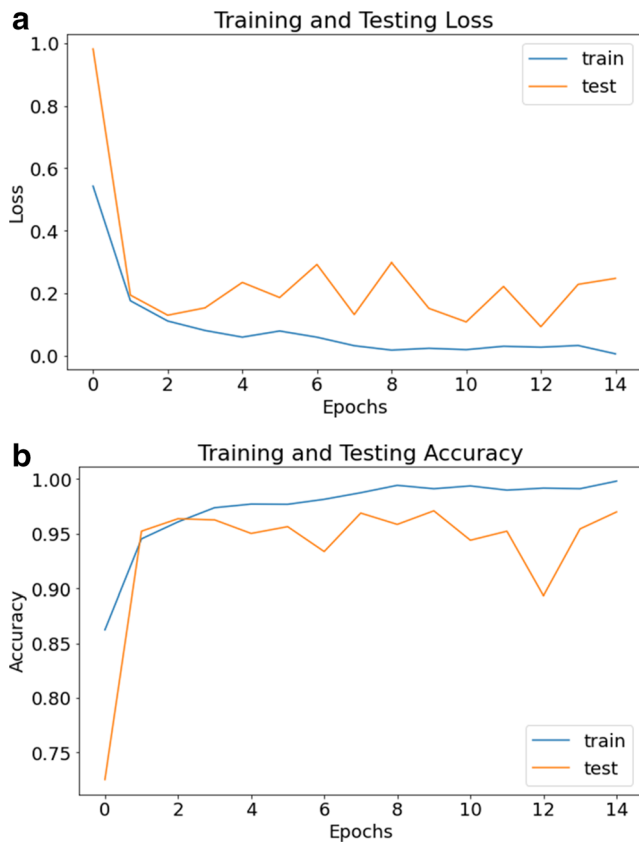 a
Training and Testing Loss
1.0
0.8
0.6
0.4
0.2
0.0
Loss
train
test
0 2 4 6 8 10 12 14
Epochs
b
Training and Testing Accuracy
1.00
0.95
0.90
0.85
0.80
0.75
Accuracy
train
test
0 2 4 6 8 10 12 14
Epochs